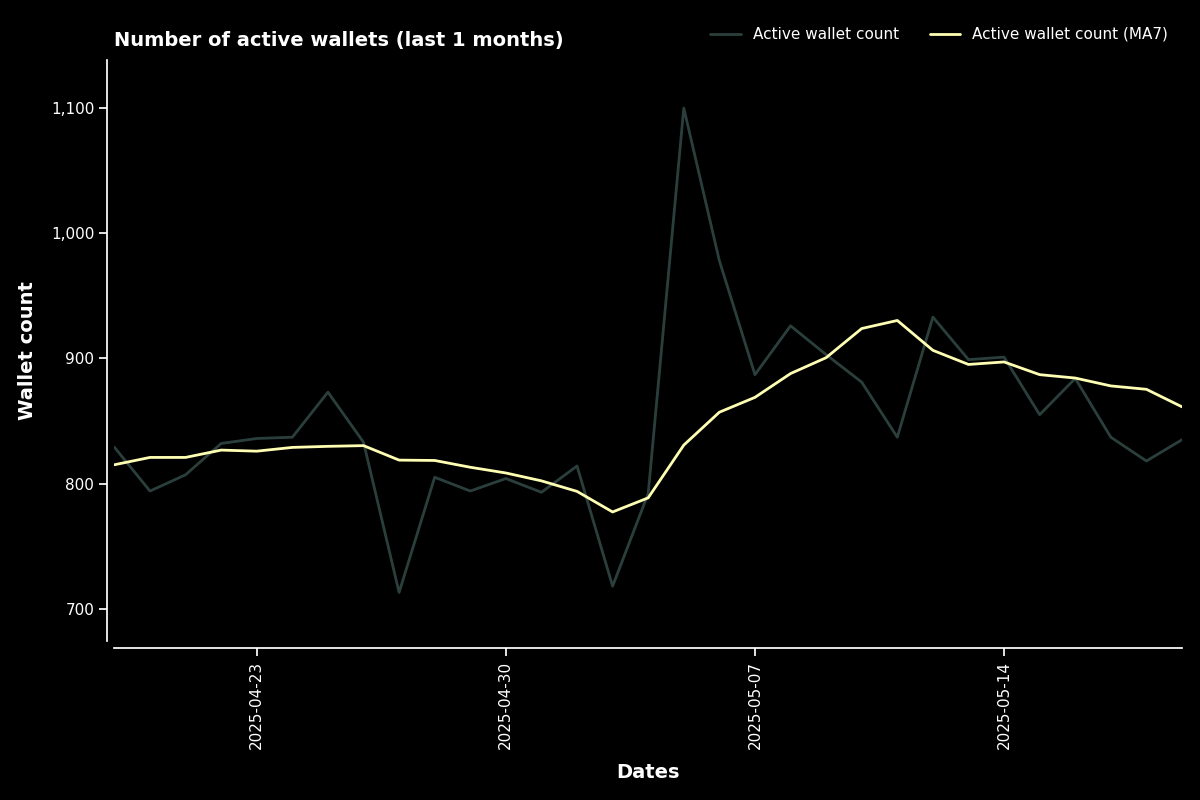 Number of active wallets (last 1 months)
Active wallet count
Active wallet count (MA7)
Wallet count
1,100
1,000
900
800
700
2025-04-23
2025-04-30
2025-05-07
2025-05-14
Dates